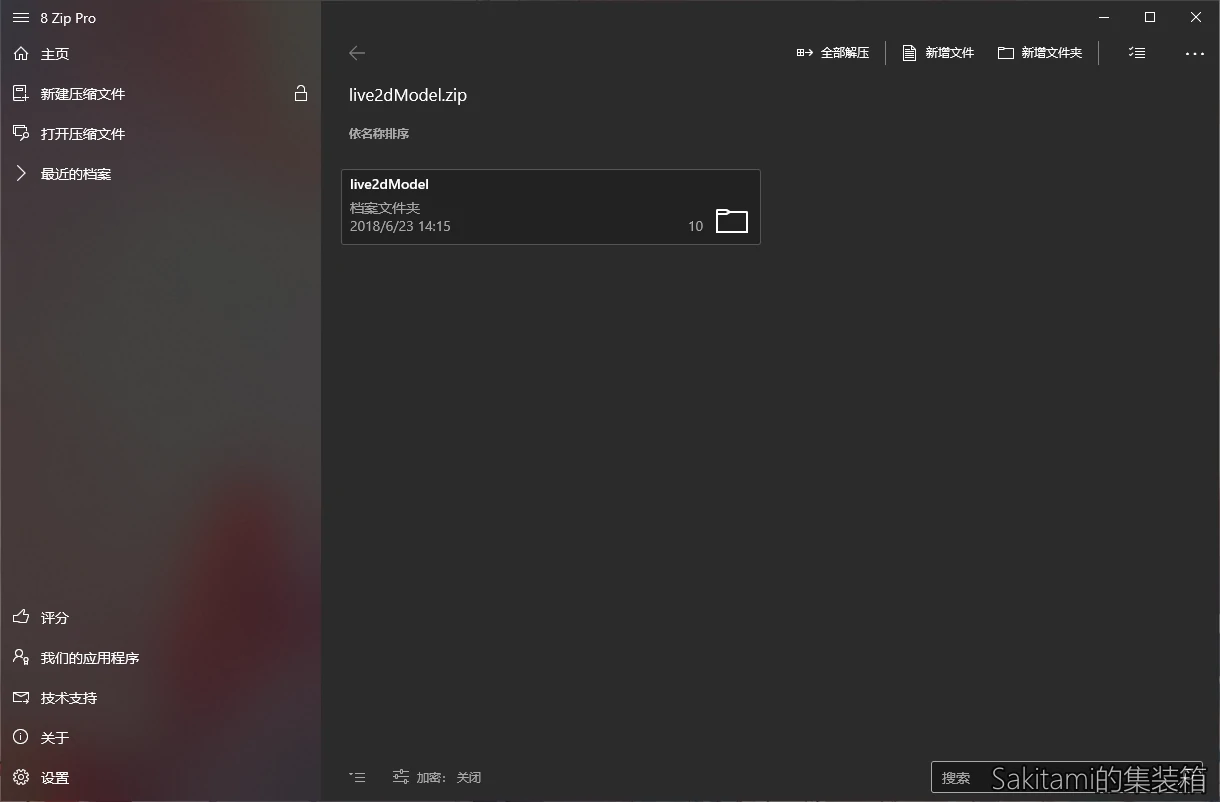 8 Zip Pro
主页
新建压缩文件
打开压缩文件
最近的档案
评分
我们的应用程序
技术支持
关于
设置
全部解压
新增文件
新增文件夹
live2dModel.zip
依名称排序
live2dModel
档案文件夹
2018/6/23 14:15
10
加密: 关闭
搜索
Sakitami的集装箱